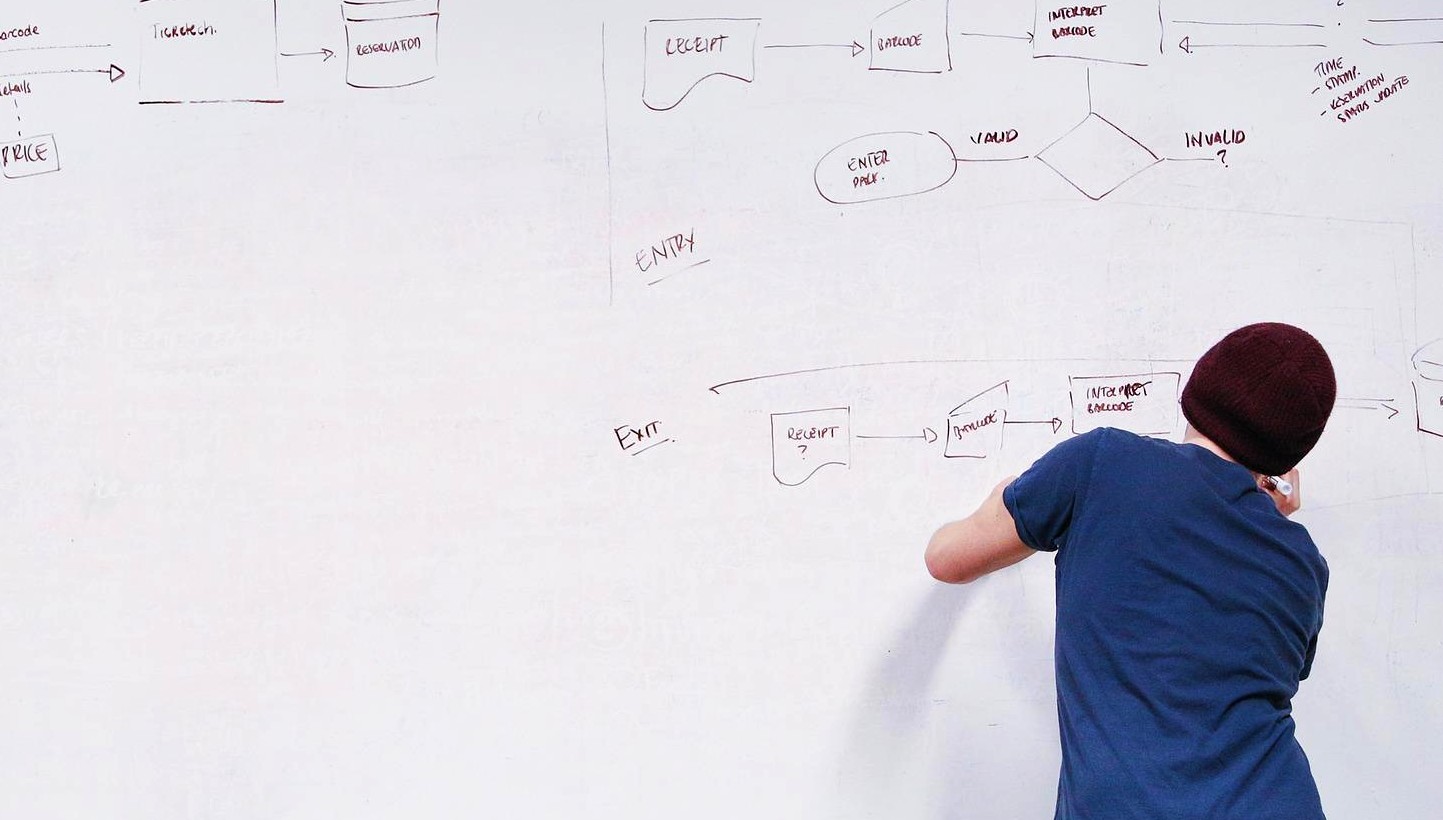 arcode
Ticketech.
RESERVATION
etails
PRICE
RECEIPT
BARCODE
INTERPRET
BARCODE
TIME
- STAMP.
- RESERVATION
STATUS UPDATE
VALID
INVALID
?
ENTER
PARK.
ENTRY
EXIT.
RECEIPT
?
BARCODE
INTERPRET
BARCODE